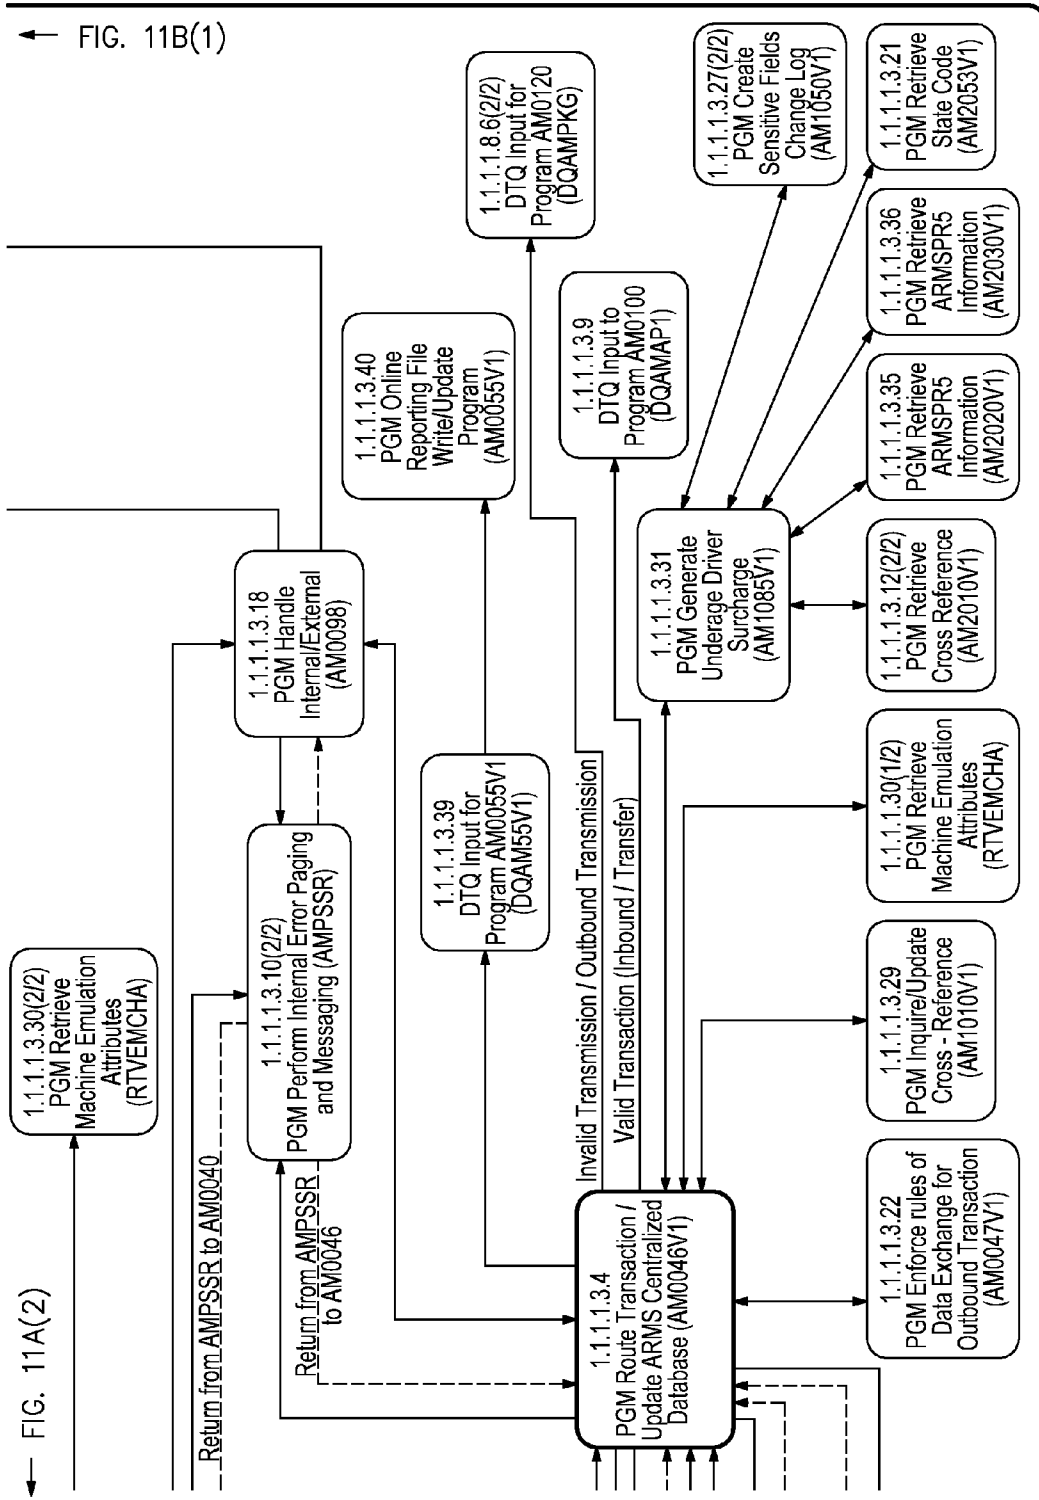 FIG. 11B(1)
FIG. 11A(2)
1.1.1.1.3.30(2/2)
PGM Retrieve
Machine Emulation
Attributes
(RTVEMCHA)
Return from AMPSSR to AM0040
1.1.1.1.3.10(2/2)
PGM Perform Internal Error Paging
and Messaging (AMPSSR)
Return from AMPSSR
to AM0046
1.1.1.1.3.18
PGM Handle
Internal/External
(AM0098)
1.1.1.1.3.39
DTQ Input for
Program AM0055V1
(DQAM55V1)
1.1.1.1.3.40
PGM Online
Reporting File
Write/Update
Program
(AM0055V1)
1.1.1.1.8.6(2/2)
DTQ Input for
Program AM0120
(DQAMPKG)
Invalid Transmission / Outbound Transmission
Valid Transaction (Inbound / Transfer)
1.1.1.1.3.9
DTQ Input to
Program AM0100
(DQAMAP1)
1.1.1.1.3.4
PGM Route Transaction /
Update ARMS Centralized
Database (AM0046V1)
1.1.1.1.3.31
PGM Generate
Underage Driver
Surcharge
(AM1085V1)
1.1.1.1.3.27(2/2)
PGM Create
Sensitive Fields
Change Log
(AM1050V1)
1.1.1.1.3.22
PGM Enforce rules of
Data Exchange for
Outbound Transaction
(AM0047V1)
1.1.1.1.3.29
PGM Inquire/Update
Cross - Reference
(AM1010V1)
1.1.1.1.30(1/2)
PGM Retrieve
Machine Emulation
Attributes
(RTVEMCHA)
1.1.1.1.3.12(2/2)
PGM Retrieve
Cross Reference
(AM2010V1)
1.1.1.1.3.35
PGM Retrieve
ARMSPR5
Information
(AM2020V1)
1.1.1.1.3.36
PGM Retrieve
ARMSPR5
Information
(AM2030V1)
1.1.1.1.3.21
PGM Retrieve
State Code
(AM2053V1)